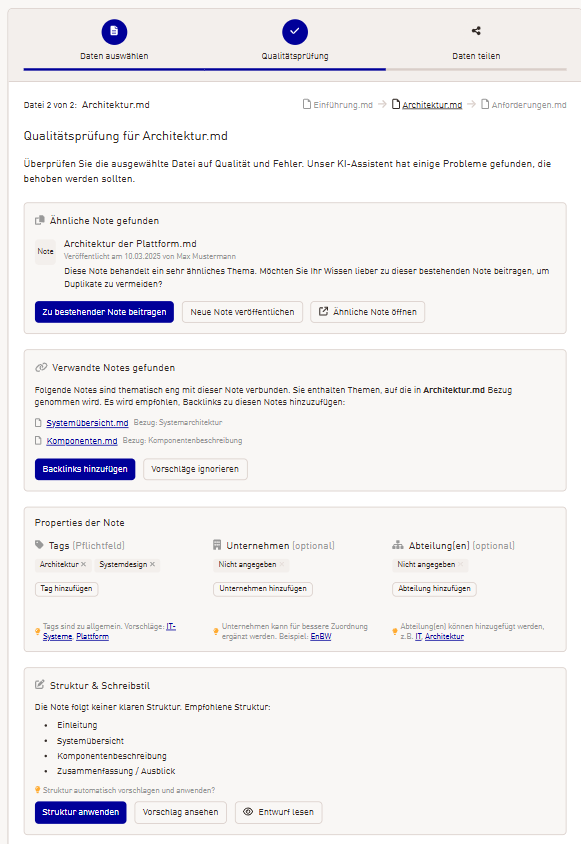 Daten auswählen
Qualitätsprüfung
Daten teilen
Datei 2 von 2: Architektur.md
Einführung.md → Architektur.md → Anforderungen.md
Qualitätsprüfung für Architektur.md
Überprüfen Sie die ausgewählte Datei auf Qualität und Fehler. Unser KI-Assistent hat einige Probleme gefunden, die
behoben werden sollten.
Ähnliche Note gefunden
Note
Architektur der Plattform.md
Veröffentlicht am 10.03.2025 von Max Mustermann
Diese Note behandelt ein sehr ähnliches Thema. Möchten Sie Ihr Wissen lieber zu dieser bestehenden Note beitragen, um
Duplikate zu vermeiden?
Zu bestehender Note beitragen
Neue Note veröffentlichen
Ähnliche Note öffnen
Verwandte Notes gefunden
Folgende Notes sind thematisch eng mit dieser Note verbunden. Sie enthalten Themen, auf die in Architektur.md Bezug
genommen wird. Es wird empfohlen, Backlinks zu diesen Notes hinzuzufügen:
Systemübersicht.md Bezug: Systemarchitektur
Komponenten.md Bezug: Komponentenbeschreibung
Backlinks hinzufügen
Vorschläge ignorieren
Properties der Note
Tags (Pflichtfeld)
Architektur ×
Systemdesign ×
Tag hinzufügen
Tags sind zu allgemein. Vorschläge: IT-
Systeme, Plattform
Unternehmen (optional)
Nicht angegeben ×
Unternehmen hinzufügen
Unternehmen kann für bessere Zuordnung
ergänzt werden. Beispiel: EnBW
Abteilung(en) (optional)
Nicht angegeben ×
Abteilung hinzufügen
Abteilung(en) können hinzugefügt werden,
z.B. IT, Architektur
Struktur & Schreibstil
Die Note folgt keiner klaren Struktur. Empfohlene Struktur:
• Einleitung
• Systemübersicht
• Komponentenbeschreibung
• Zusammenfassung / Ausblick
Struktur automatisch vorschlagen und anwenden?
Struktur anwenden
Vorschlag ansehen
Entwurf lesen